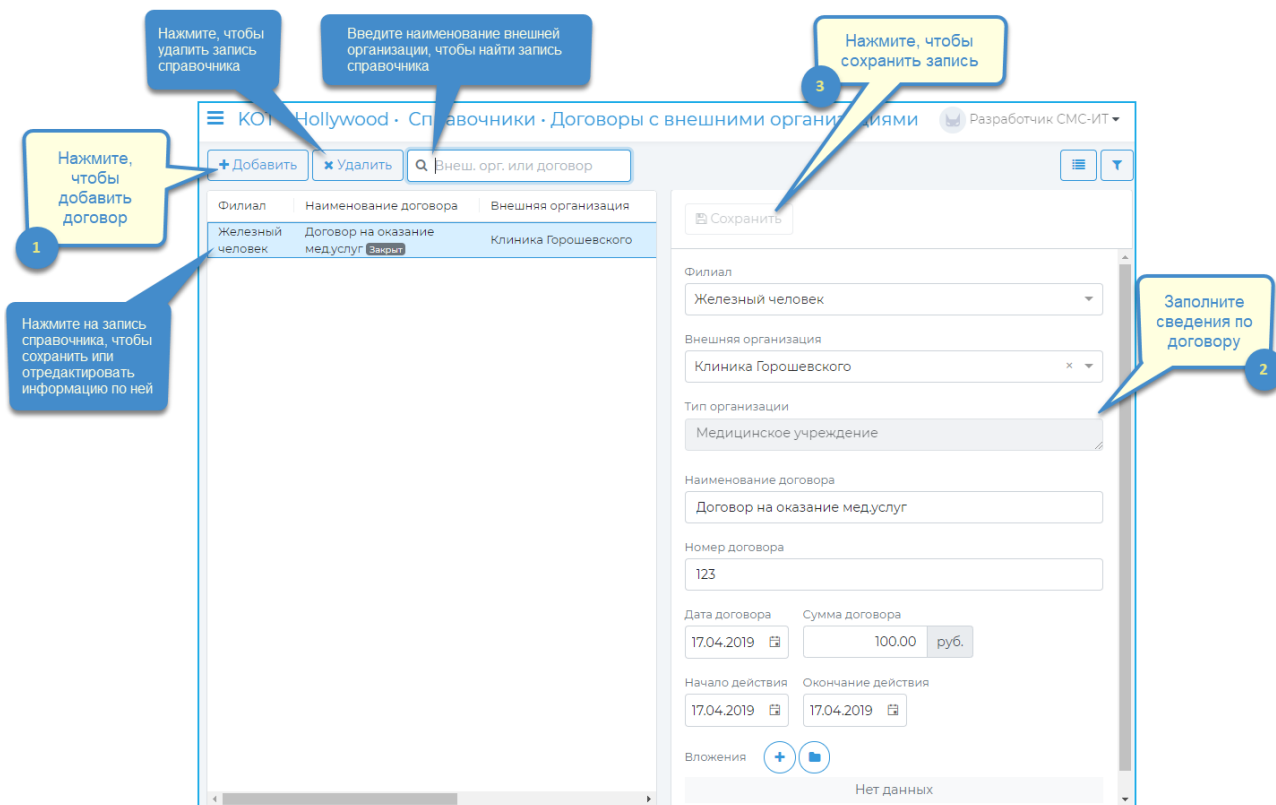 Нажмите, чтобы
удалить запись
справочника
Введите наименование внешней
организации, чтобы найти запись
справочника
Нажмите, чтобы
сохранить запись
3
Hollywood · Справочники · Договоры с внешними организациями
Разработчик СМС-ИТ
Нажмите,
чтобы
добавить
договор
1
Добавить
Удалить
Внеш. орг. или договор
Филиал
Наименование договора
Внешняя организация
Железный
человек
Договор на оказание
мед.услуг Закрыт
Клиника Горошевского
Нажмите на запись
справочника, чтобы
сохранить или
отредактировать
информацию по ней
Сохранить
Филиал
Железный человек
Внешняя организация
Клиника Горошевского
Тип организации
Медицинское учреждение
Заполните
сведения по
договору
2
Наименование договора
Договор на оказание мед.услуг
Номер договора
123
Дата договора
Сумма договора
17.04.2019
100.00
руб.
Начало действия
Окончание действия
17.04.2019
17.04.2019
Вложения
Нет данных